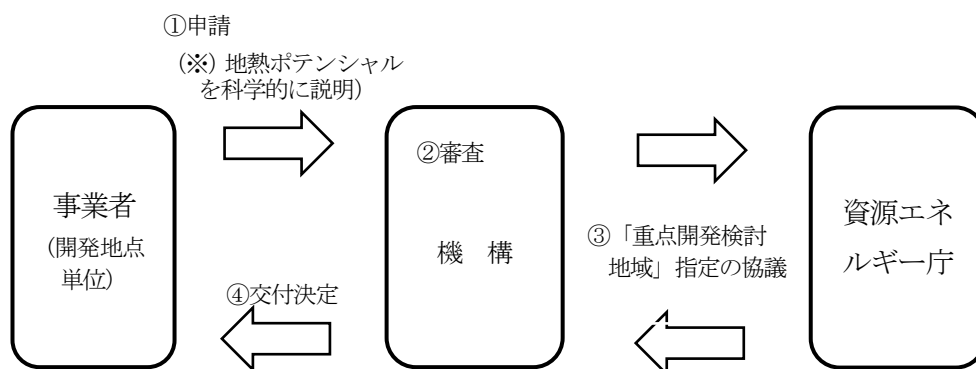 ①申請
(※) 地熱ポテンシャル
を科学的に説明)
事業者
(開発地点
単位)
②審査
機 構
③「重点開発検討
地域」指定の協議
④交付決定
資源エネ
ルギー庁